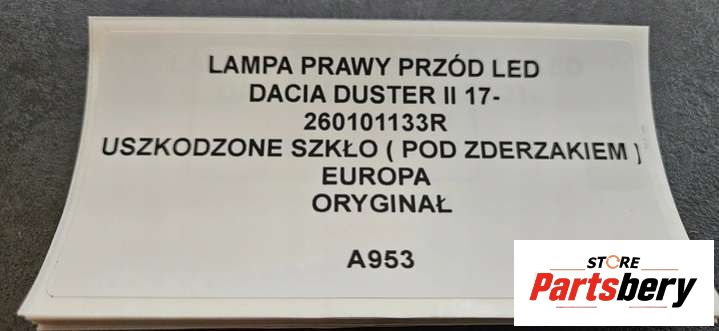 LAMPA PRAWY PRZÓD LED
DACIA DUSTER II 17-
260101133R
USZKODZONE SZKŁO ( POD ZDERZAKIEM )
EUROPA
ORYGINAŁ
A953
STORE
Partsbery